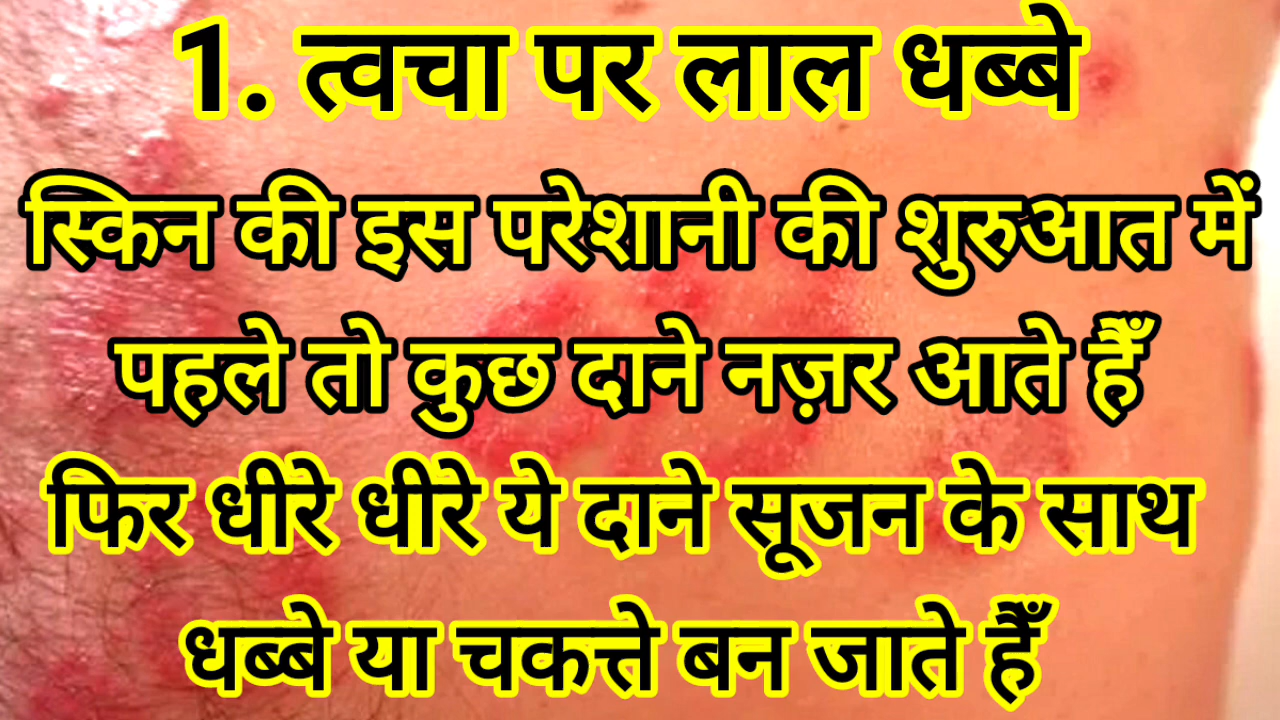 1. त्वचा पर लाल धब्बे
स्किन की इस परेशानी की शुरुआत में
पहले तो कुछ दाने नज़र आते हैँ
फिर धीरे धीरे ये दाने सूजन के साथ
धब्बे या चकत्ते बन जाते हैँ